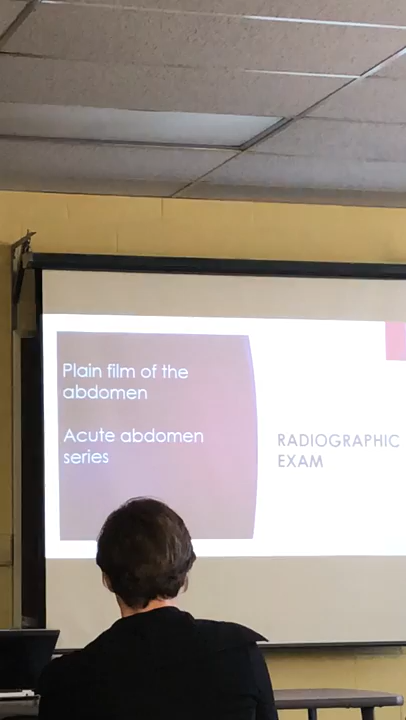 Plain film of the
abdomen
Acute abdomen
series
RADIOGRAPHIC
EXAM